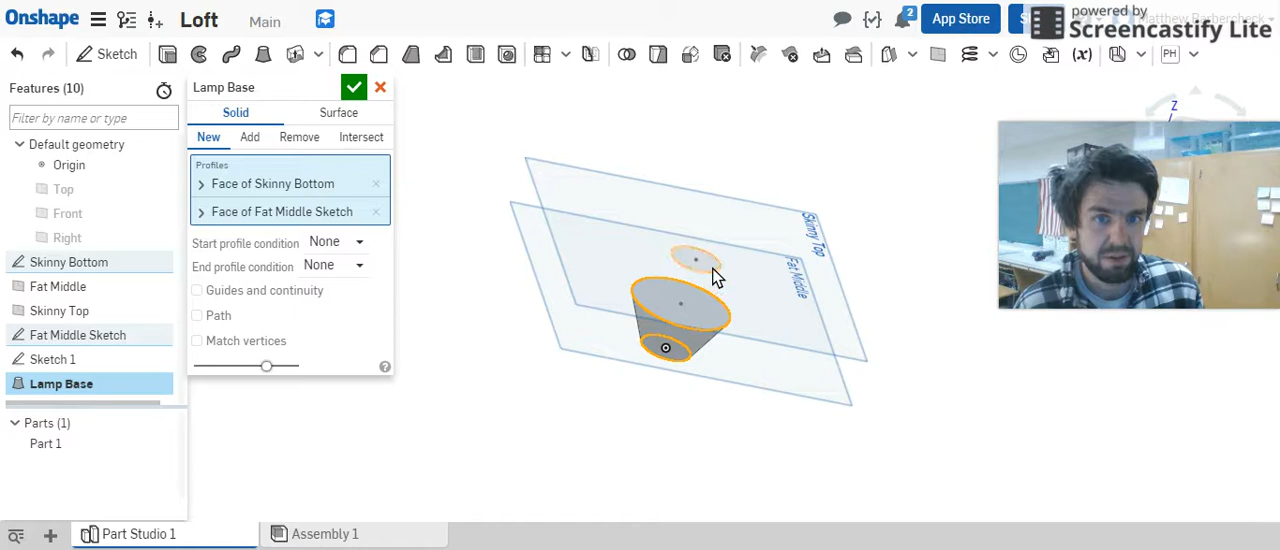 Onshape
Loft
Main
2
App Store
powered by
Screencastify Lite
Matthew Barbercheck
Sketch
(x)
PH
Features (10)
Filter by name or type
Default geometry
Origin
Top
Front
Right
Skinny Bottom
Fat Middle
Skinny Top
Fat Middle Sketch
Sketch 1
Lamp Base
Parts (1)
Part 1
Lamp Base
Solid
Surface
New
Add
Remove
Intersect
Profiles
Face of Skinny Bottom
Face of Fat Middle Sketch
Start profile condition None
End profile condition None
Guides and continuity
Path
Match vertices
Skinny Top
Fat Middle
Z
Part Studio 1
Assembly 1